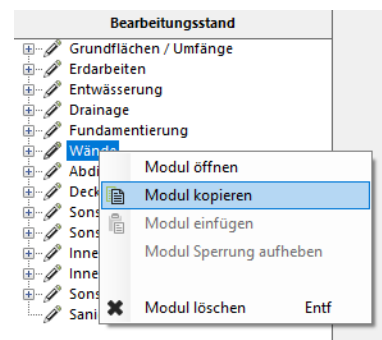 Bearbeitungsstand
Grundflächen / Umfänge
Erdarbeiten
Entwässerung
Drainage
Fundamentierung
Wände
Abdi
Modul öffnen
Deck
Modul kopieren
Sons
Sons
Modul einfügen
Inne
Modul Sperrung aufheben
Inne
Sons
Sani
Modul löschen Entf